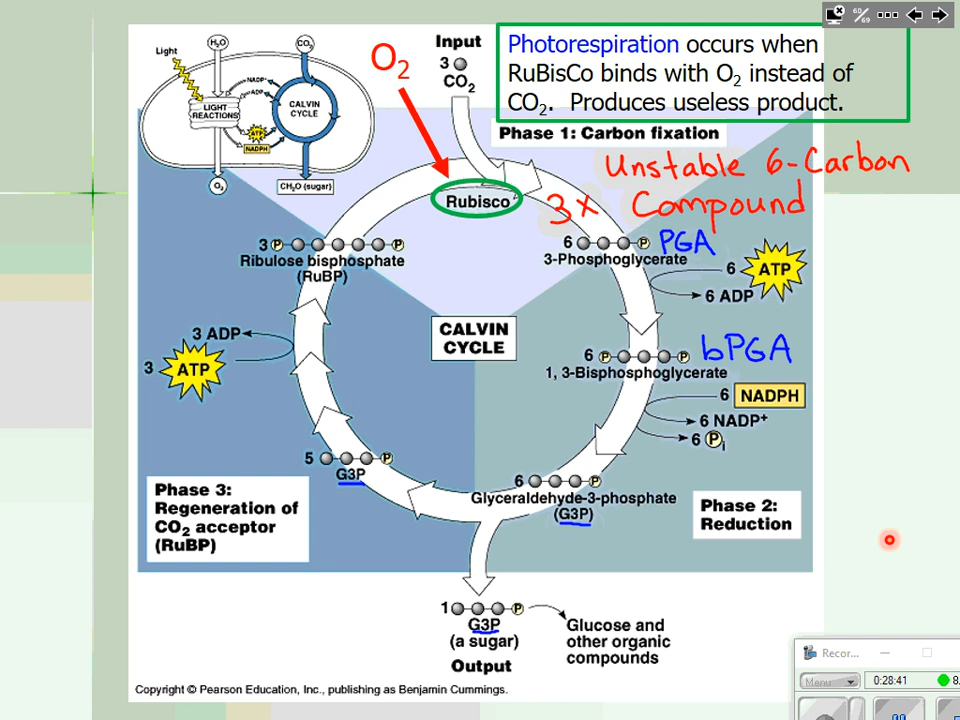 60/69
Photorespiration occurs when
RuBisCo binds with O2 instead of
CO2. Produces useless product.
O2
Input
3
CO2
Light
H2O
CO2
NADP+
ADP
LIGHT
REACTIONS
CALVIN
CYCLE
ATP
NADPH
O2
CH2O (sugar)
Phase 1: Carbon fixation
Unstable 6-Carbon
3x Compound
Rubisco
3 P P
Ribulose bisphosphate
(RuBP)
6 P PGA
3-Phosphoglycerate
6 ATP
6 ADP
CALVIN
CYCLE
3 ADP
3 ATP
6 P P bPGA
1, 3-Bisphosphoglycerate
6 NADPH
6 NADP+
6 Pi
5 P
G3P
6 P
Glyceraldehyde-3-phosphate
(G3P)
Phase 3:
Regeneration of
CO2 acceptor
(RuBP)
Phase 2:
Reduction
1 P
G3P
(a sugar)
Output
Glucose and
other organic
compounds
Copyright © Pearson Education, Inc., publishing as Benjamin Cummings.
Recor...
Menu
0:28:41
8.